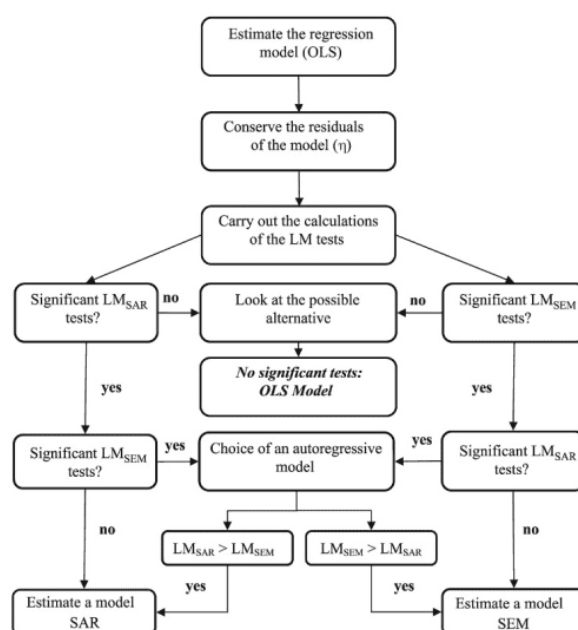 Estimate the regression
model (OLS)
Conserve the residuals
of the model (η)
Carry out the calculations
of the LM tests
Significant LMSAR
tests?
no
Look at the possible
alternative
no
Significant LMSEM
tests?
yes
No significant tests:
OLS Model
yes
Significant LMSEM
tests?
yes
Choice of an autoregressive
model
yes
Significant LMSAR
tests?
no
LMSAR > LMSEM
LMSEM > LMSAR
no
yes
yes
Estimate a model
SAR
Estimate a model
SEM